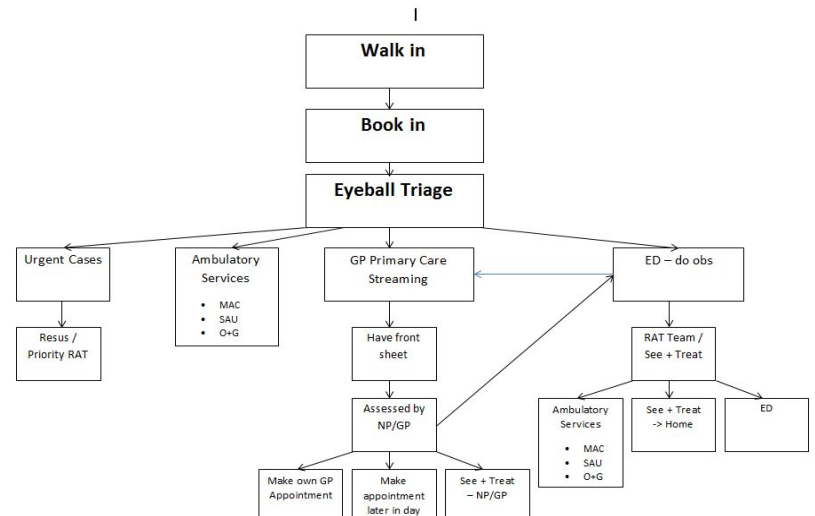 Walk in
Book in
Eyeball Triage
Urgent Cases
Ambulatory
Services
• MAC
• SAU
• O+G
GP Primary Care
Streaming
ED – do obs
Resus /
Priority RAT
Have front
sheet
RAT Team /
See + Treat
Assessed by
NP/GP
Ambulatory
Services
• MAC
• SAU
• O+G
See + Treat
-> Home
ED
Make own GP
Appointment
Make
appointment
later in day
See + Treat
– NP/GP